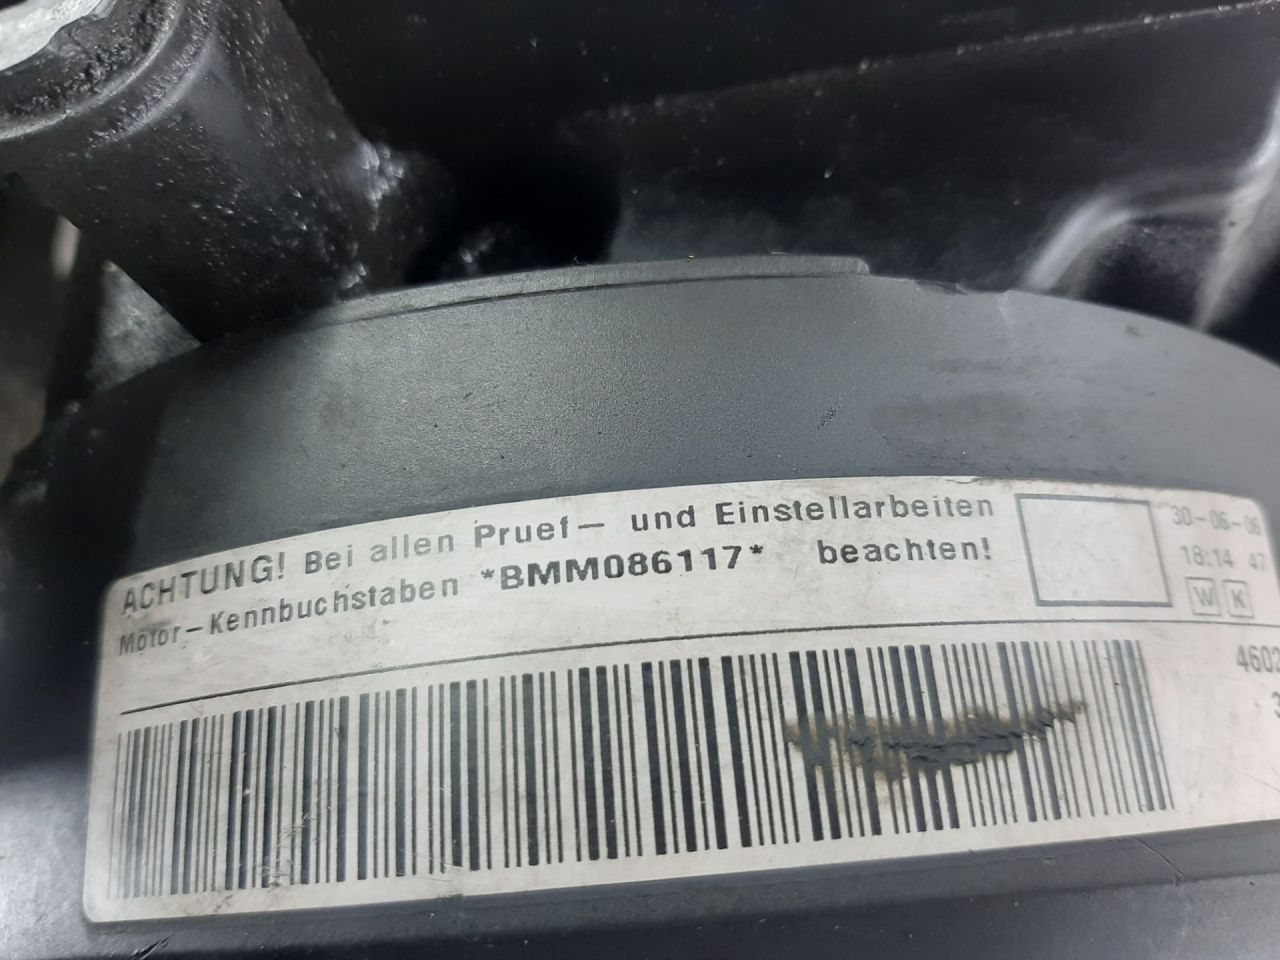 ACHTUNG! Bei allen Pruef– und Einstellarbeiten
Motor–Kennbuchstaben *BMM086117* beachten!
30-06-06
18:14 47
W K
4602